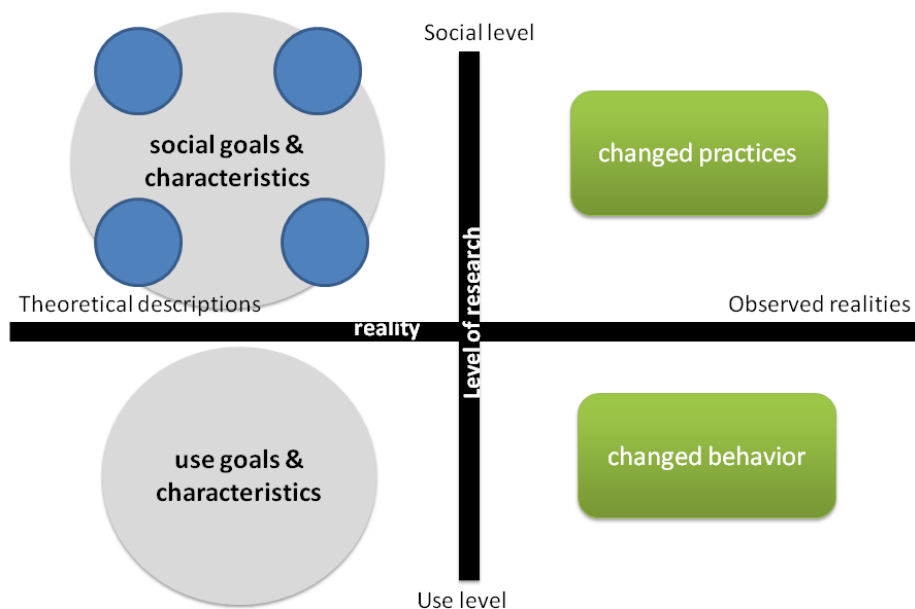 Social level
social goals &
characteristics
changed practices
Theoretical descriptions
Observed realities
reality
Level of research
use goals &
characteristics
changed behavior
Use level